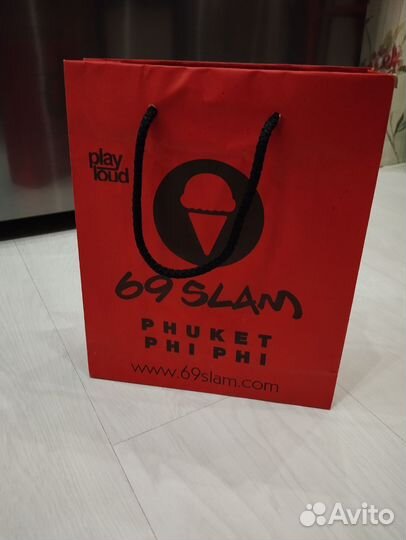 play
loud
69 SLAM
PHUKET
PHI PHI
www.69slam.com
Avito